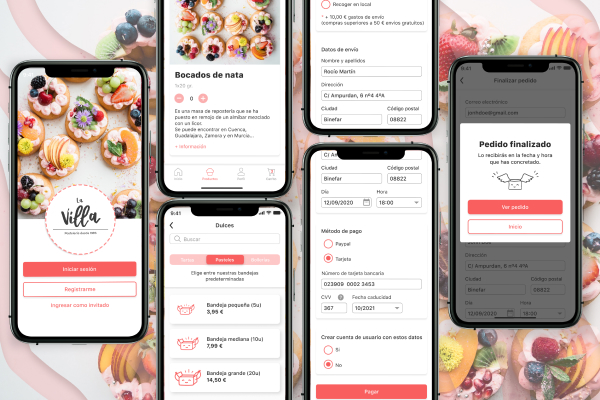 La
Villa
Iniciar sesión
Registrarme
Ingresar como invitado
Bocados de nata
0
Es una masa de repostería que se ha
puesto en remojo de un almíbar mezclado
con un licor.
Se puede encontrar en Cuenca,
Guadalajara, Zamora y en Murcia...
+ información
9:41
Dulces
Buscar
Pasteles
Elige entre nuestras bandejas
predeterminadas
Bandeja pequeña (5u)
3,95 €
Bandeja mediana (10u)
7,99 €
Bandeja grande (20u)
14,50 €
Recoger en local
* + 10,00 € gastos de envío
(compras superiores a 50 € envíos gratuitos)
Datos de envío
Nombre y apellidos
Rocío Martín
Dirección
C/ Ampurdan, 6 nº4 4ºA
Ciudad
Código postal
Binefar
08822
C/ Am
4ºA
Ciudad
Código postal
Binefar
08822
Día
Hora
12/09/2020
18:00
Método de pago
Paypal
Tarjeta
Número de tarjeta bancaria
023909 0002 3453
CVV
?
Fecha caducidad
367
10/2021
Crear cuenta de usuario con estos datos
Sí
No
Pagar
9:41
Finalizar pedido
Correo electrónico
Pedido finalizado
Lo recibirás en la fecha y hora
que has concretado.
Ver pedido
Inicio
Dirección
C/ Ampurdan, 6 nº4 4ºA
Ciudad
Código postal
Binefar
08822
Día
Hora
12/09/2020
18:00